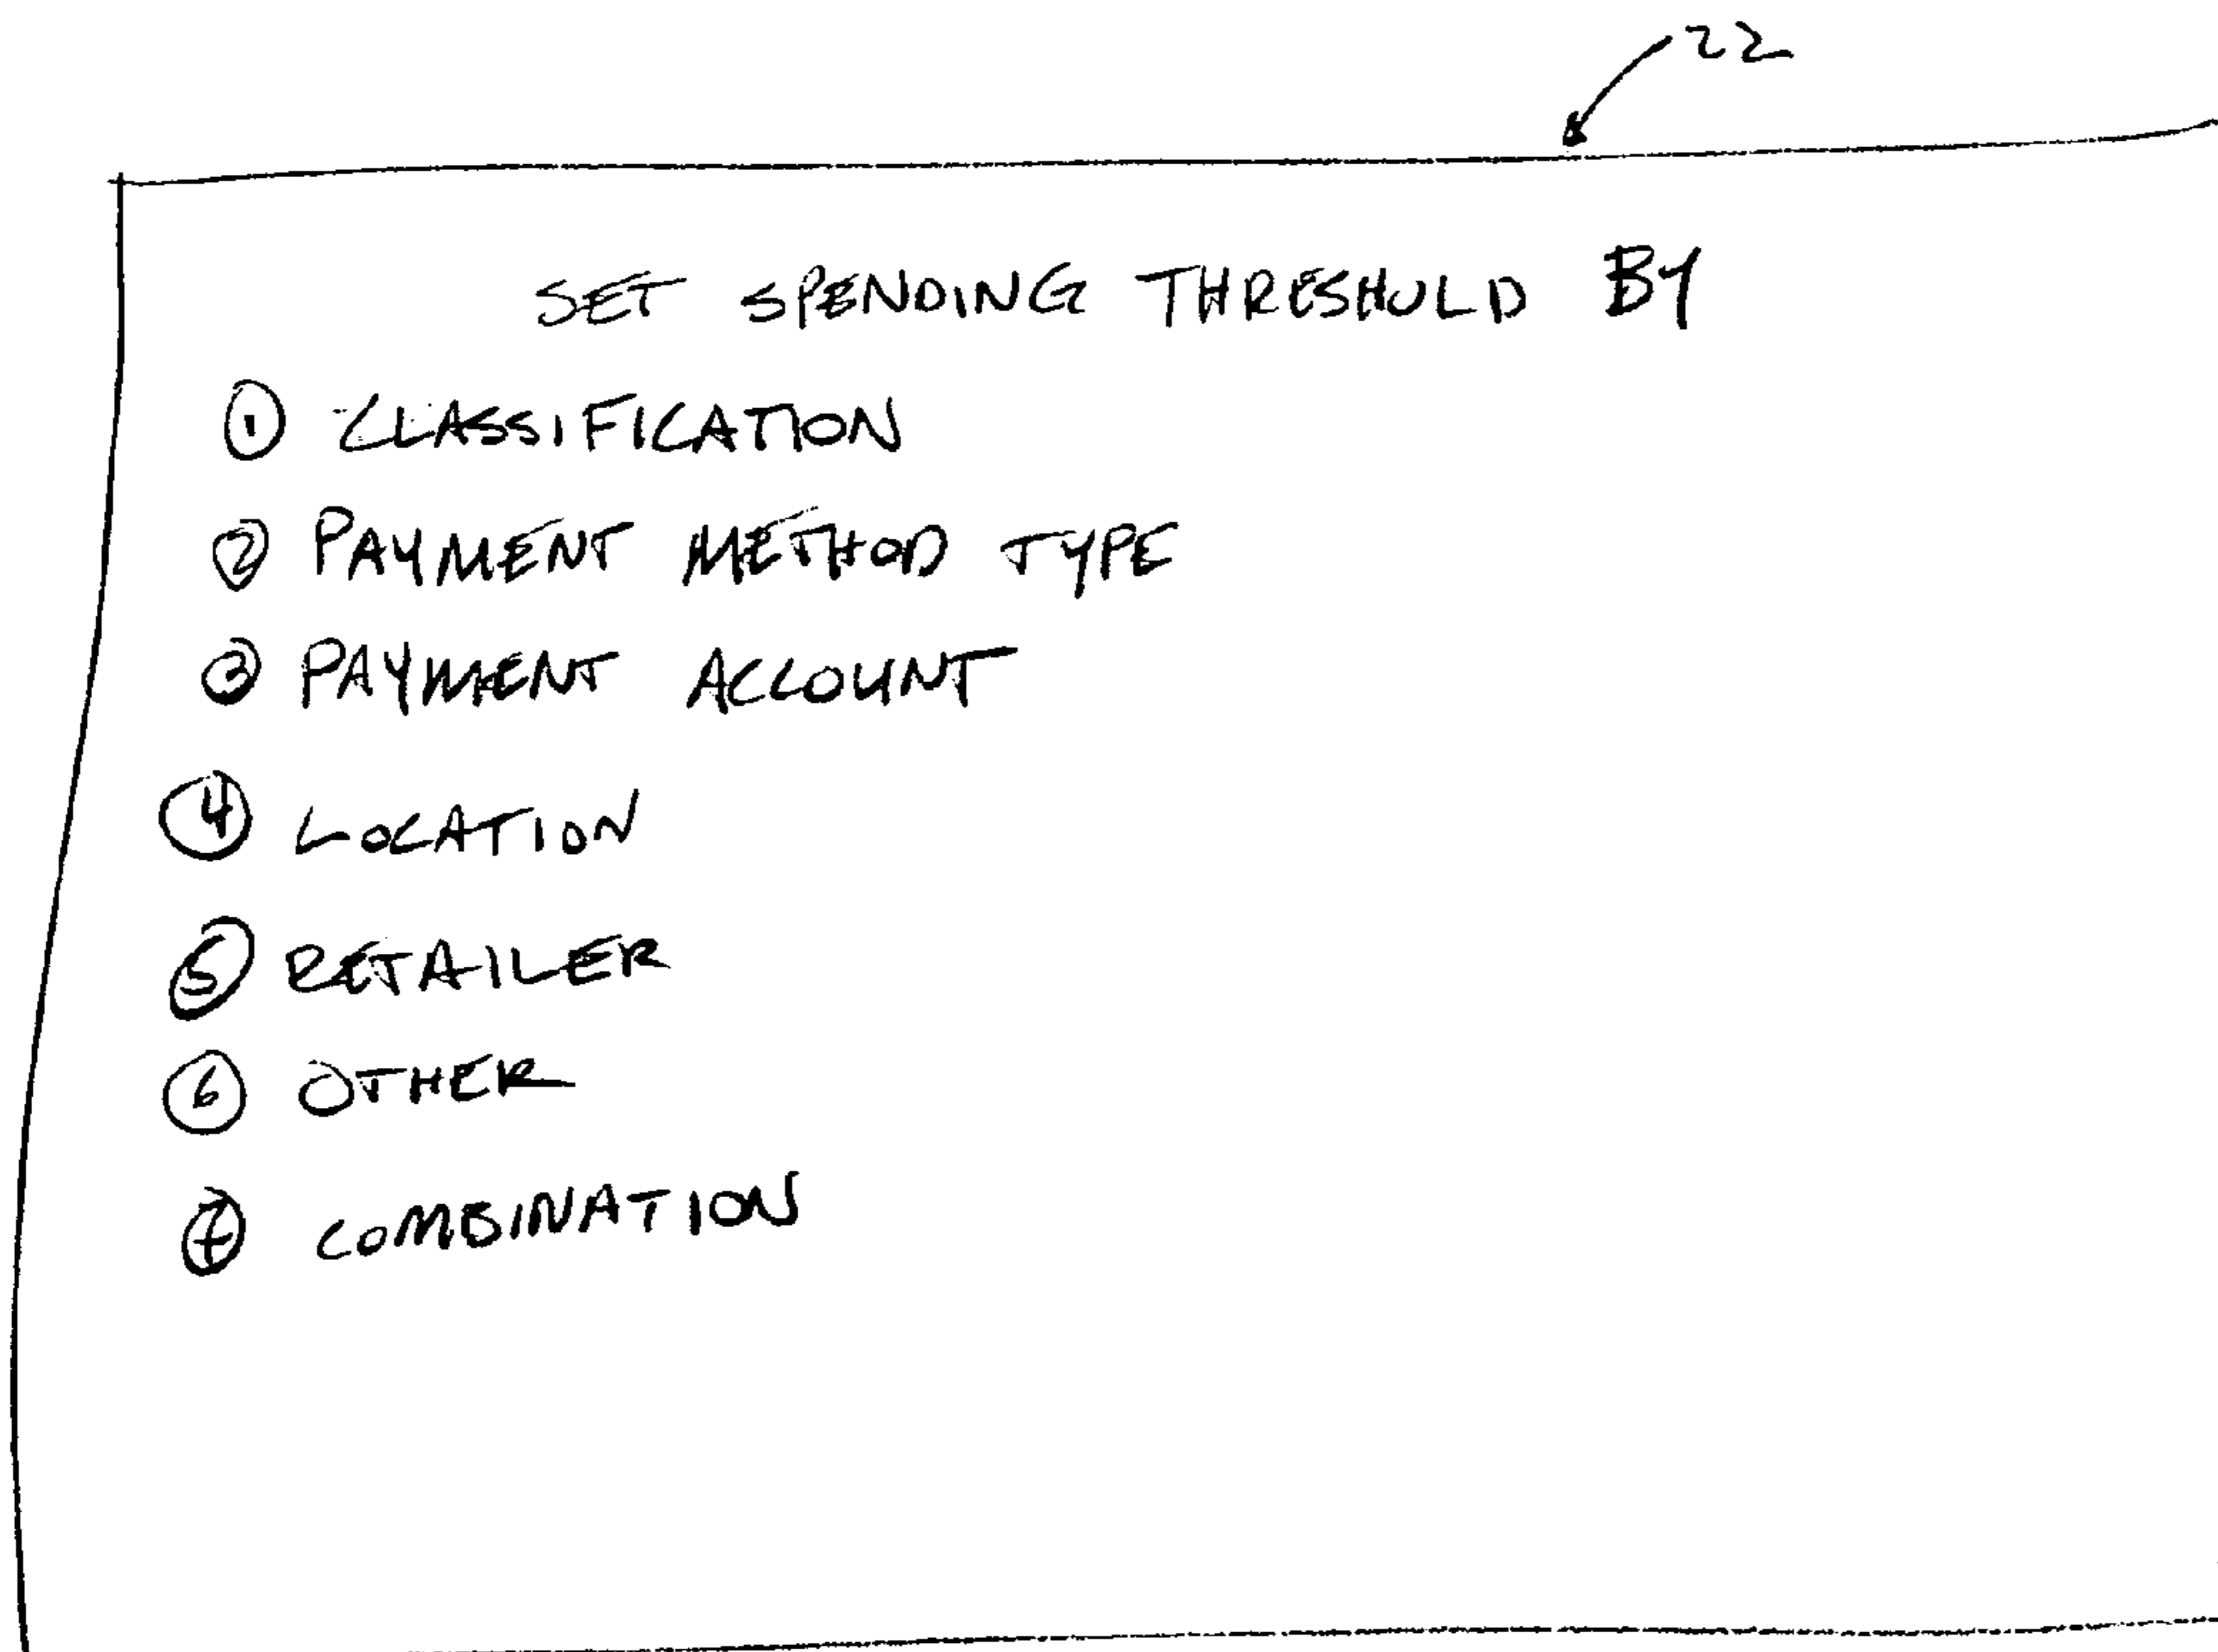 22
SET SPENDING THRESHOLD BY
① CLASSIFICATION
② PAYMENT METHOD TYPE
③ PAYMENT ACCOUNT
④ LOCATION
⑤ RETAILER
⑥ OTHER
⑦ COMBINATION